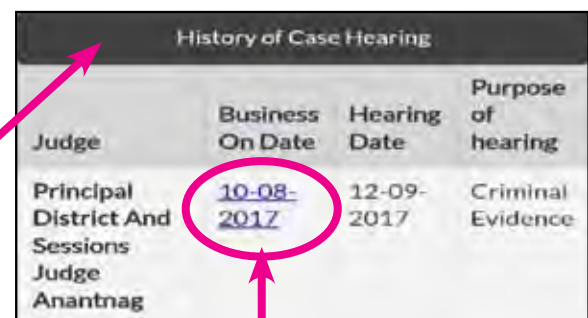 History of Case Hearing
Judge Business On Date Hearing Date Purpose of hearing
Principal District And Sessions Judge Anantnag 10-08-2017 12-09-2017 Criminal Evidence